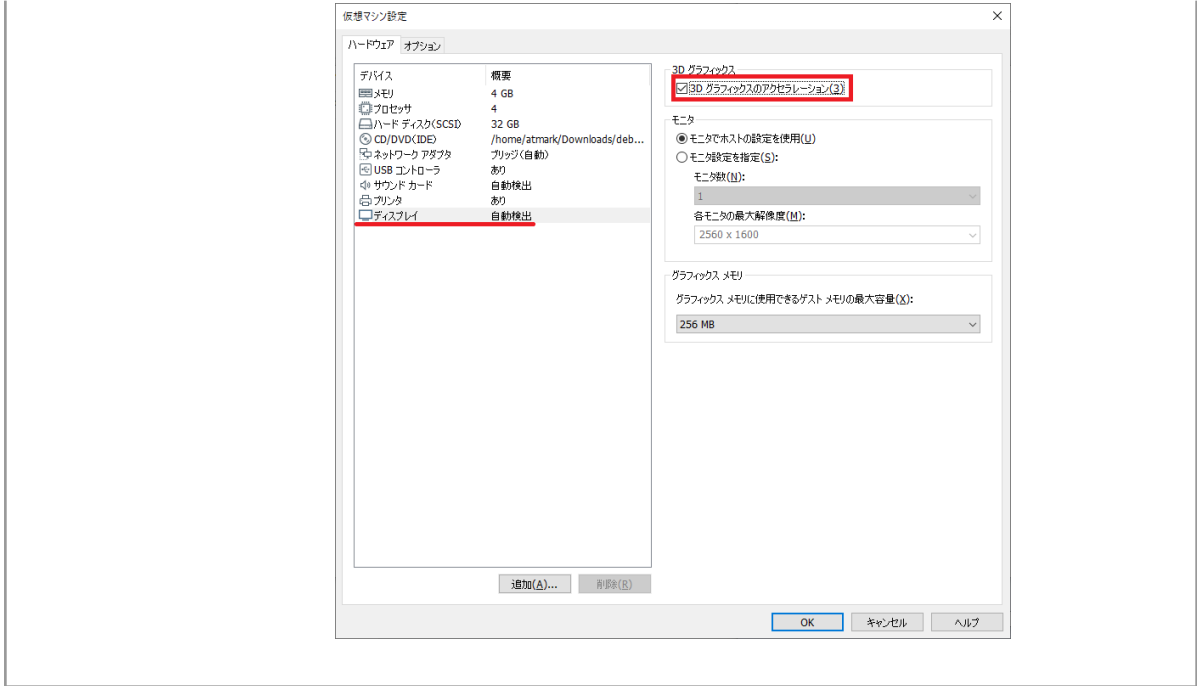 仮想マシン設定
ハードウェア オプション
デバイス 概要
メモリ 4 GB
プロセッサ 4
ハード ディスク(SCSI) 32 GB
CD/DVD(IDE) /home/atmark/Downloads/deb...
ネットワーク アダプタ ブリッジ(自動)
USB コントローラ あり
サウンド カード 自動検出
プリンタ あり
ディスプレイ 自動検出
追加(A)... 削除(R)
3D グラフィックス
3D グラフィックスのアクセラレーション(3)
モニタ
モニタでホストの設定を使用(U)
モニタ設定を指定(S):
モニタ数(N):
1
各モニタの最大解像度(M):
2560 x 1600
グラフィックス メモリ
グラフィックス メモリに使用できるゲスト メモリの最大容量(X):
256 MB
OK キャンセル ヘルプ